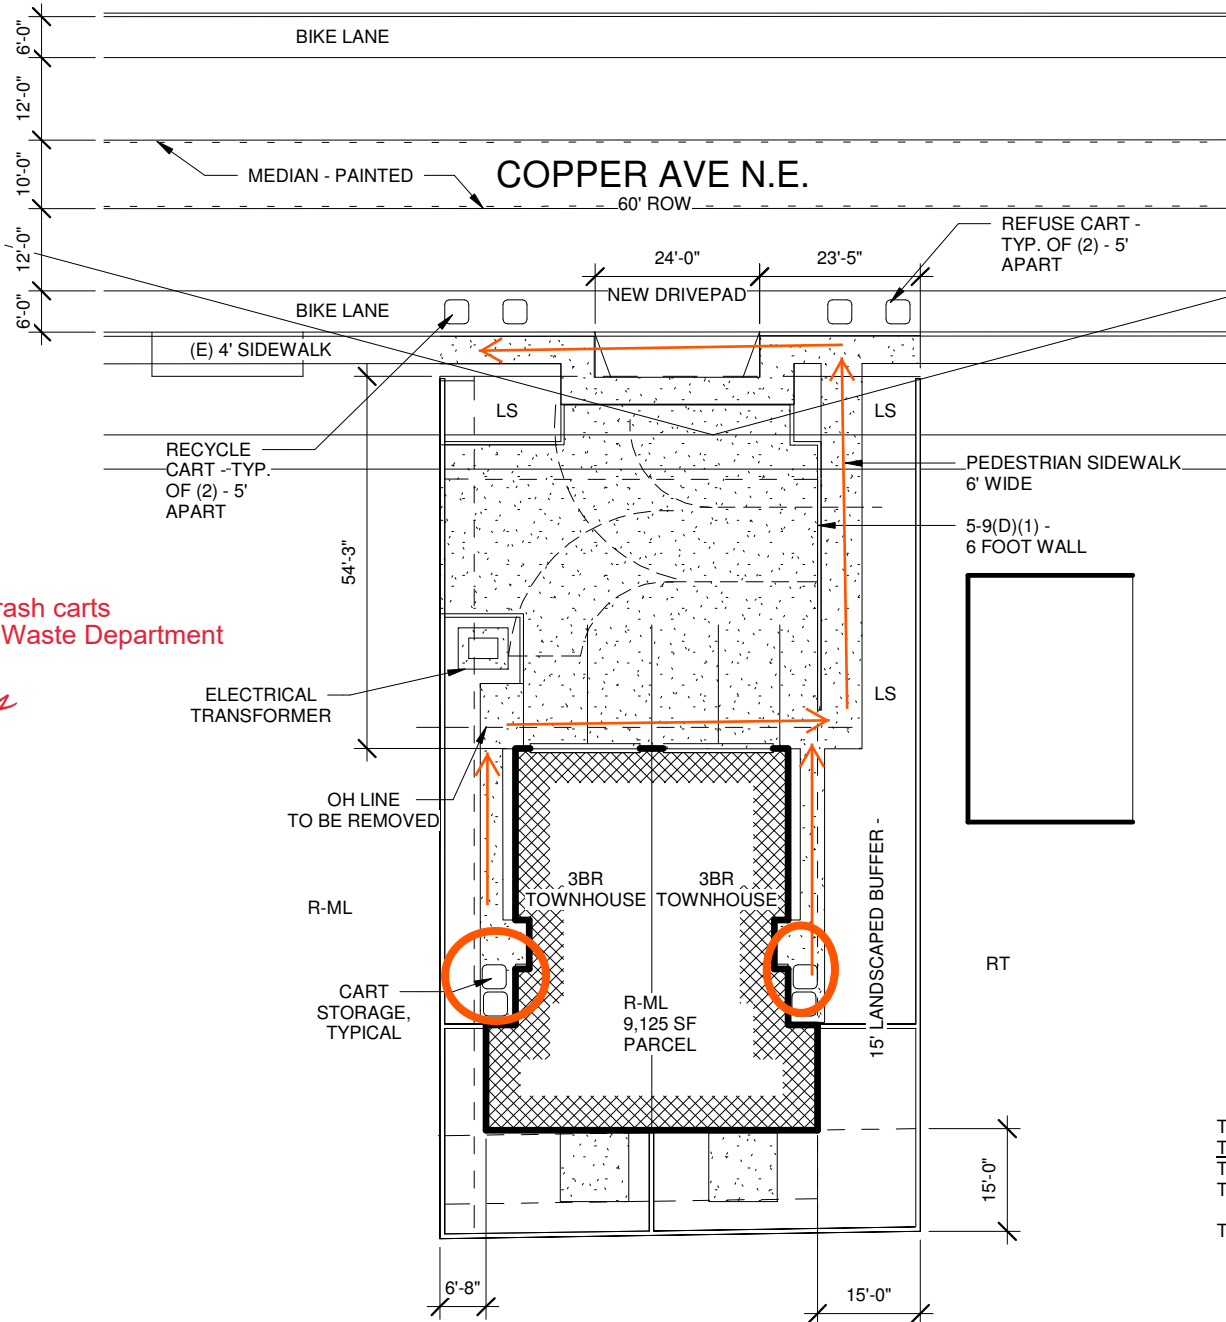 6'-0"
BIKE LANE
12'-0"
10'-0"
MEDIAN - PAINTED
COPPER AVE N.E.
60' ROW
12'-0"
REFUSE CART -
TYP. OF (2) - 5'
APART
24'-0"
23'-5"
NEW DRIVEPAD
6'-0"
BIKE LANE
(E) 4' SIDEWALK
LS
LS
RECYCLE
CART - TYP.
OF (2) - 5'
APART
PEDESTRIAN SIDEWALK
6' WIDE
5-9(D)(1) -
6 FOOT WALL
54'-3"
rash carts
Waste Department
ELECTRICAL
TRANSFORMER
LS
OH LINE
TO BE REMOVED
3BR
TOWNHOUSE
3BR
TOWNHOUSE
R-ML
15' LANDSCAPED BUFFER -
RT
CART
STORAGE,
TYPICAL
R-ML
9,125 SF
PARCEL
T
T
T
T
T
15'-0"
6'-8"
15'-0"